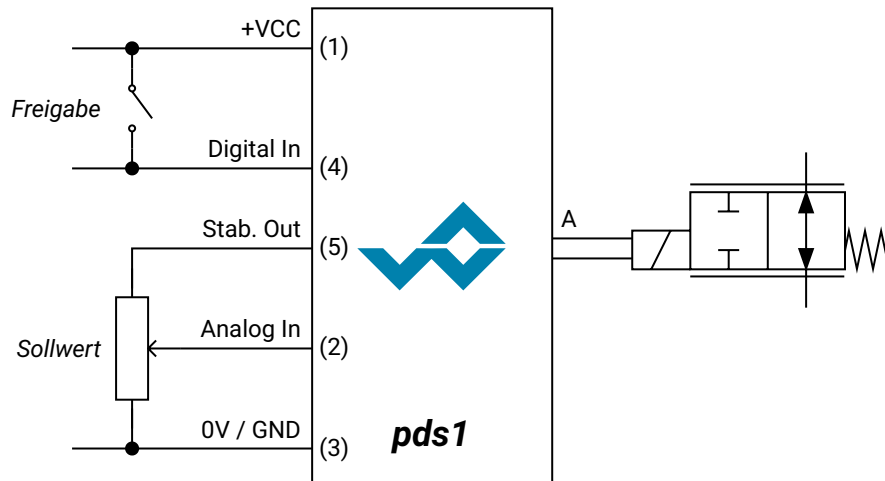 +VCC
(1)
Freigabe
Digital In
(4)
Stab. Out
(5)
A
Sollwert
Analog In
(2)
0V / GND
(3)
pds1